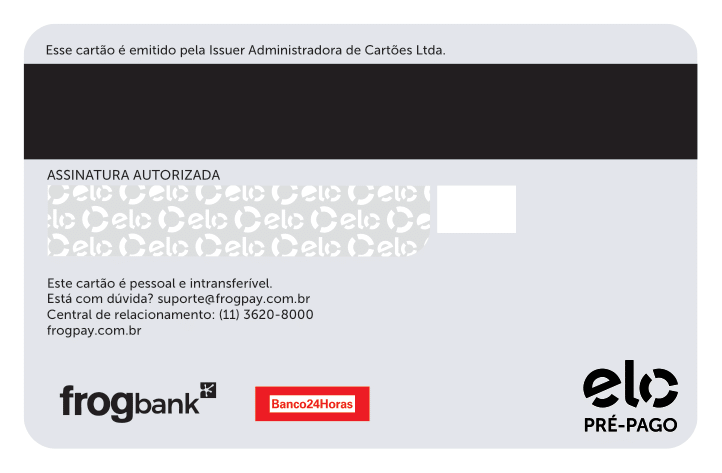 Esse cartão é emitido pela Issuer Administradora de Cartões Ltda.
ASSINATURA AUTORIZADA
elo elo elo elo elo
elo elo elo elo
elo elo elo elo elo
Este cartão é pessoal e intransferível.
Está com dúvida? suporte@frogpay.com.br
Central de relacionamento: (11) 3620-8000
frogpay.com.br
frogbank
Banco24Horas
elo
PRÉ-PAGO